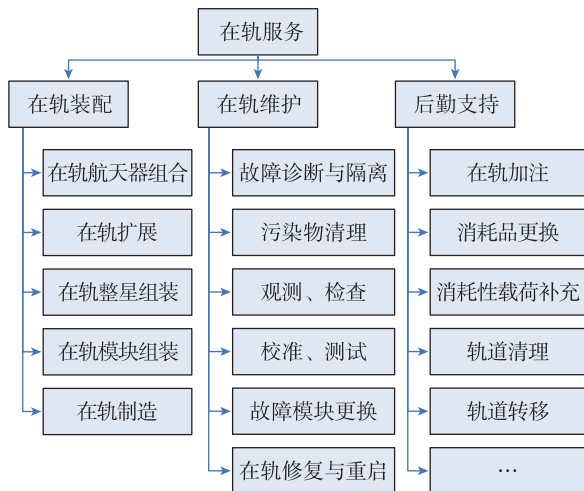 在轨服务
在轨装配
在轨维护
后勤支持
在轨航天器组合
在轨扩展
在轨整星组装
在轨模块组装
在轨制造
故障诊断与隔离
污染物清理
观测、检查
校准、测试
故障模块更换
在轨修复与重启
在轨加注
消耗品更换
消耗性载荷补充
轨道清理
轨道转移
…